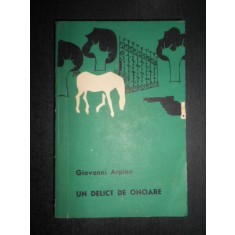 Giovanni Arpino
UN DELICT DE ONOARE